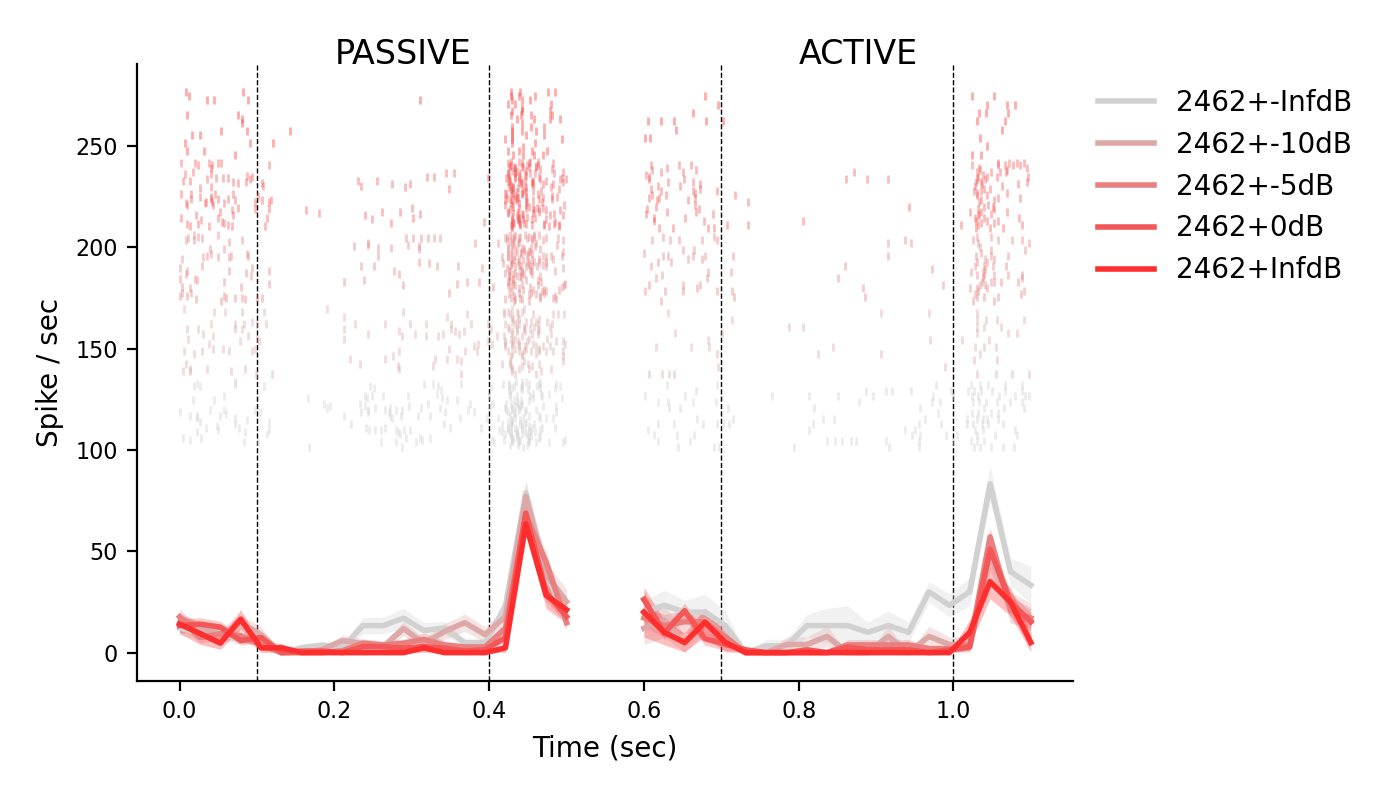 PASSIVE ACTIVE
2462+-InfdB
2462+-10dB
2462+-5dB
2462+0dB
2462+InfdB
Spike / sec
250
200
150
100
50
0
0.0 0.2 0.4 0.6 0.8 1.0
Time (sec)